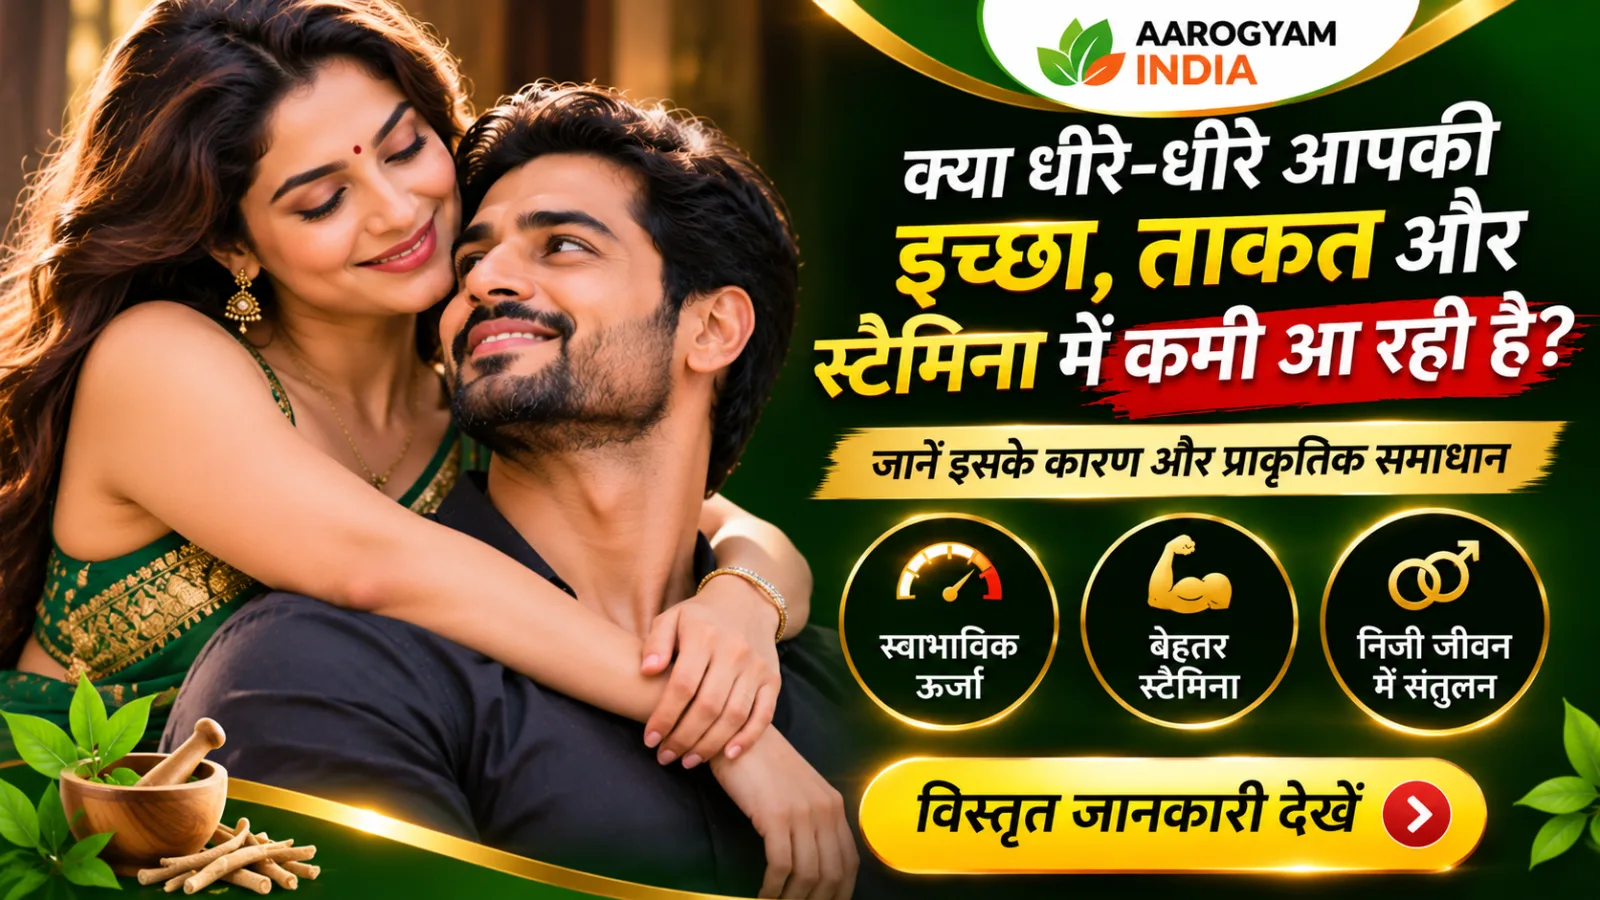 AAROGYAM
INDIA
क्या धीरे-धीरे आपकी
इच्छा, ताकत और
स्टैमिना में कमी आ रही है?
जानें इसके कारण और प्राकृतिक समाधान
स्वाभाविक
ऊर्जा
बेहतर
स्टैमिना
निजी जीवन
में संतुलन
विस्तृत जानकारी देखें